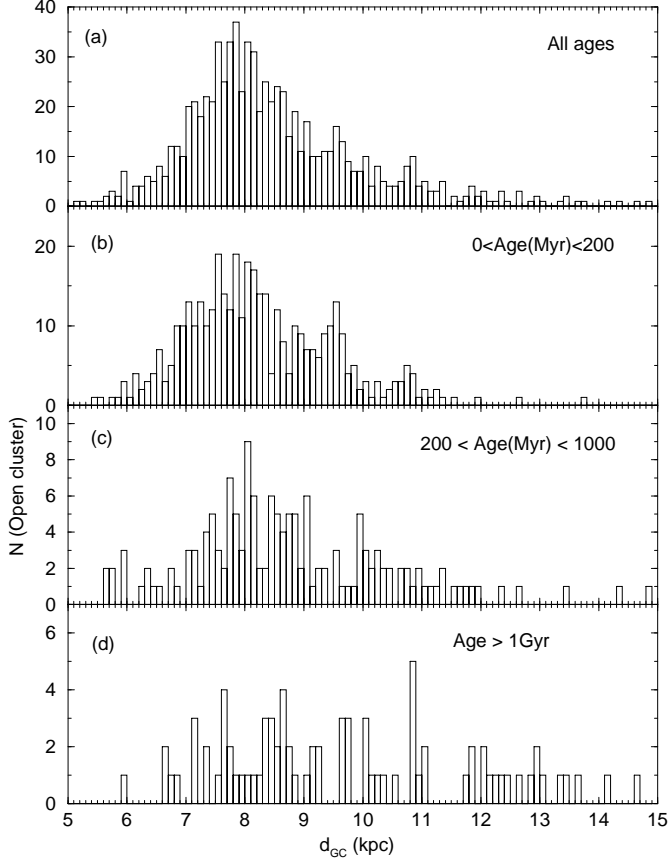 40
30
20
10
0
(a)
All ages
20
10
0
(b)
0<Age(Myr)<200
10
8
6
4
2
0
(c)
200 < Age(Myr) < 1000
6
4
2
0
(d)
Age > 1Gyr
N (Open cluster)
5 6 7 8 9 10 11 12 13 14 15
d_GC (kpc)